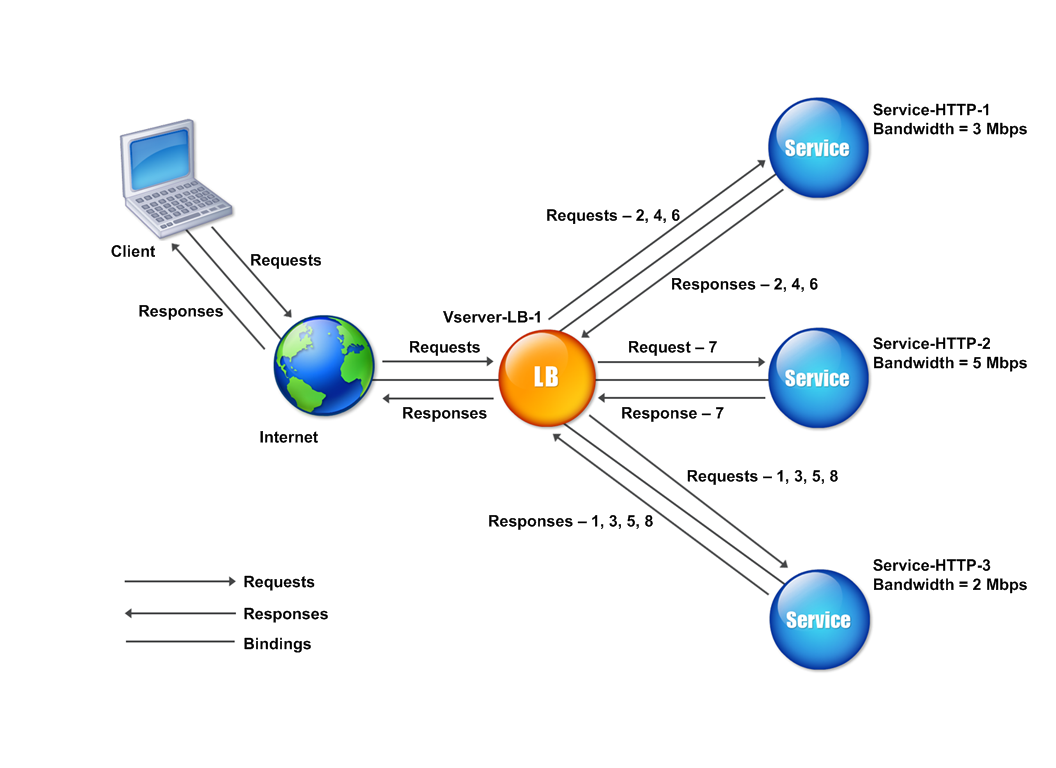 Service-HTTP-1
Bandwidth = 3 Mbps
Service
Requests – 2, 4, 6
Client
Requests
Responses – 2, 4, 6
Responses
Vserver-LB-1
Requests
Request – 7
Service-HTTP-2
Bandwidth = 5 Mbps
LB
Service
Responses
Response – 7
Internet
Requests – 1, 3, 5, 8
Responses – 1, 3, 5, 8
Service-HTTP-3
Bandwidth = 2 Mbps
Service
Requests
Responses
Bindings